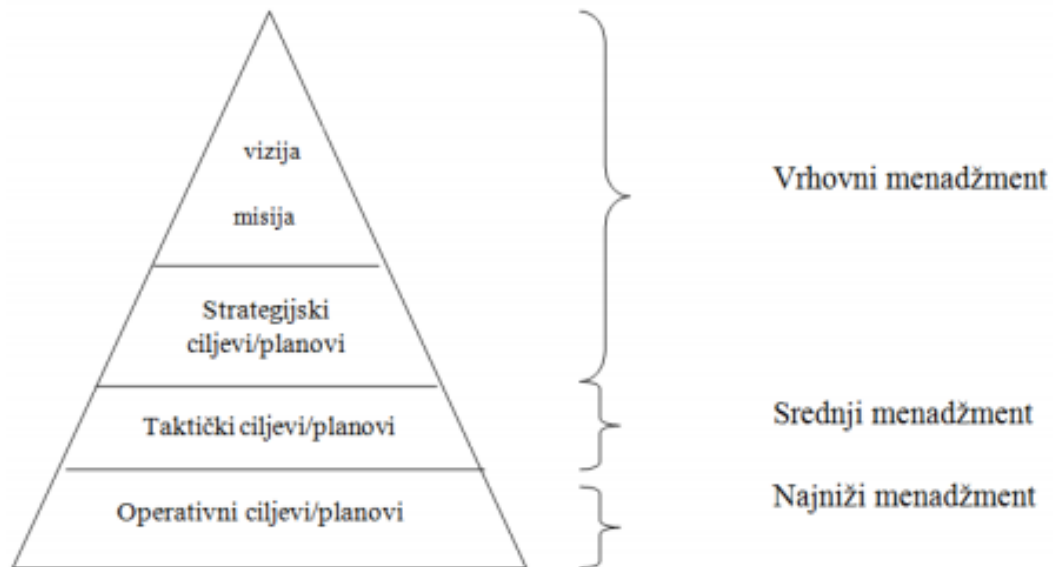 vizija
misija
Strategijski
ciljevi/planovi
Taktički ciljevi/planovi
Operativni ciljevi/planovi
Vrhovni menadžment
Srednji menadžment
Najniži menadžment